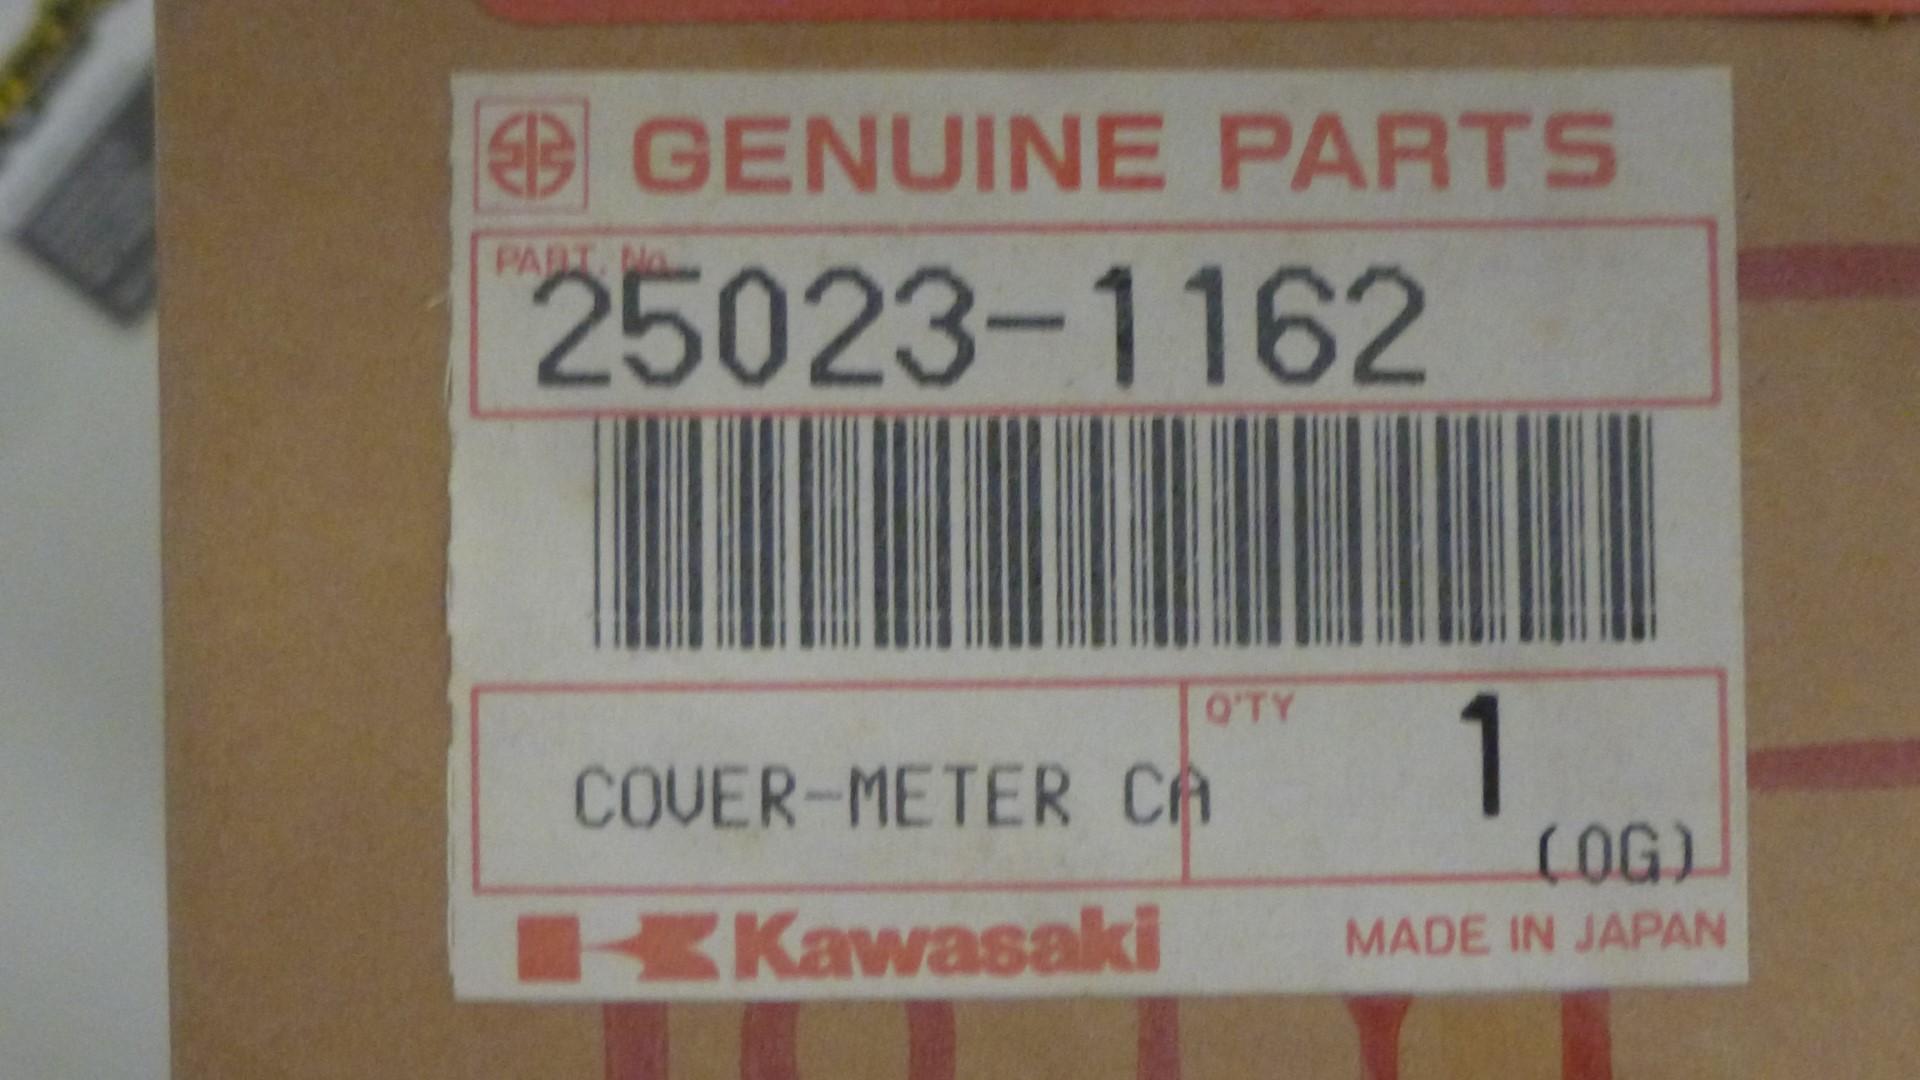 GENUINE PARTS
PART. No.
25023-1162
COVER-METER CA
Q'TY
1
(OG)
Kawasaki
MADE IN JAPAN